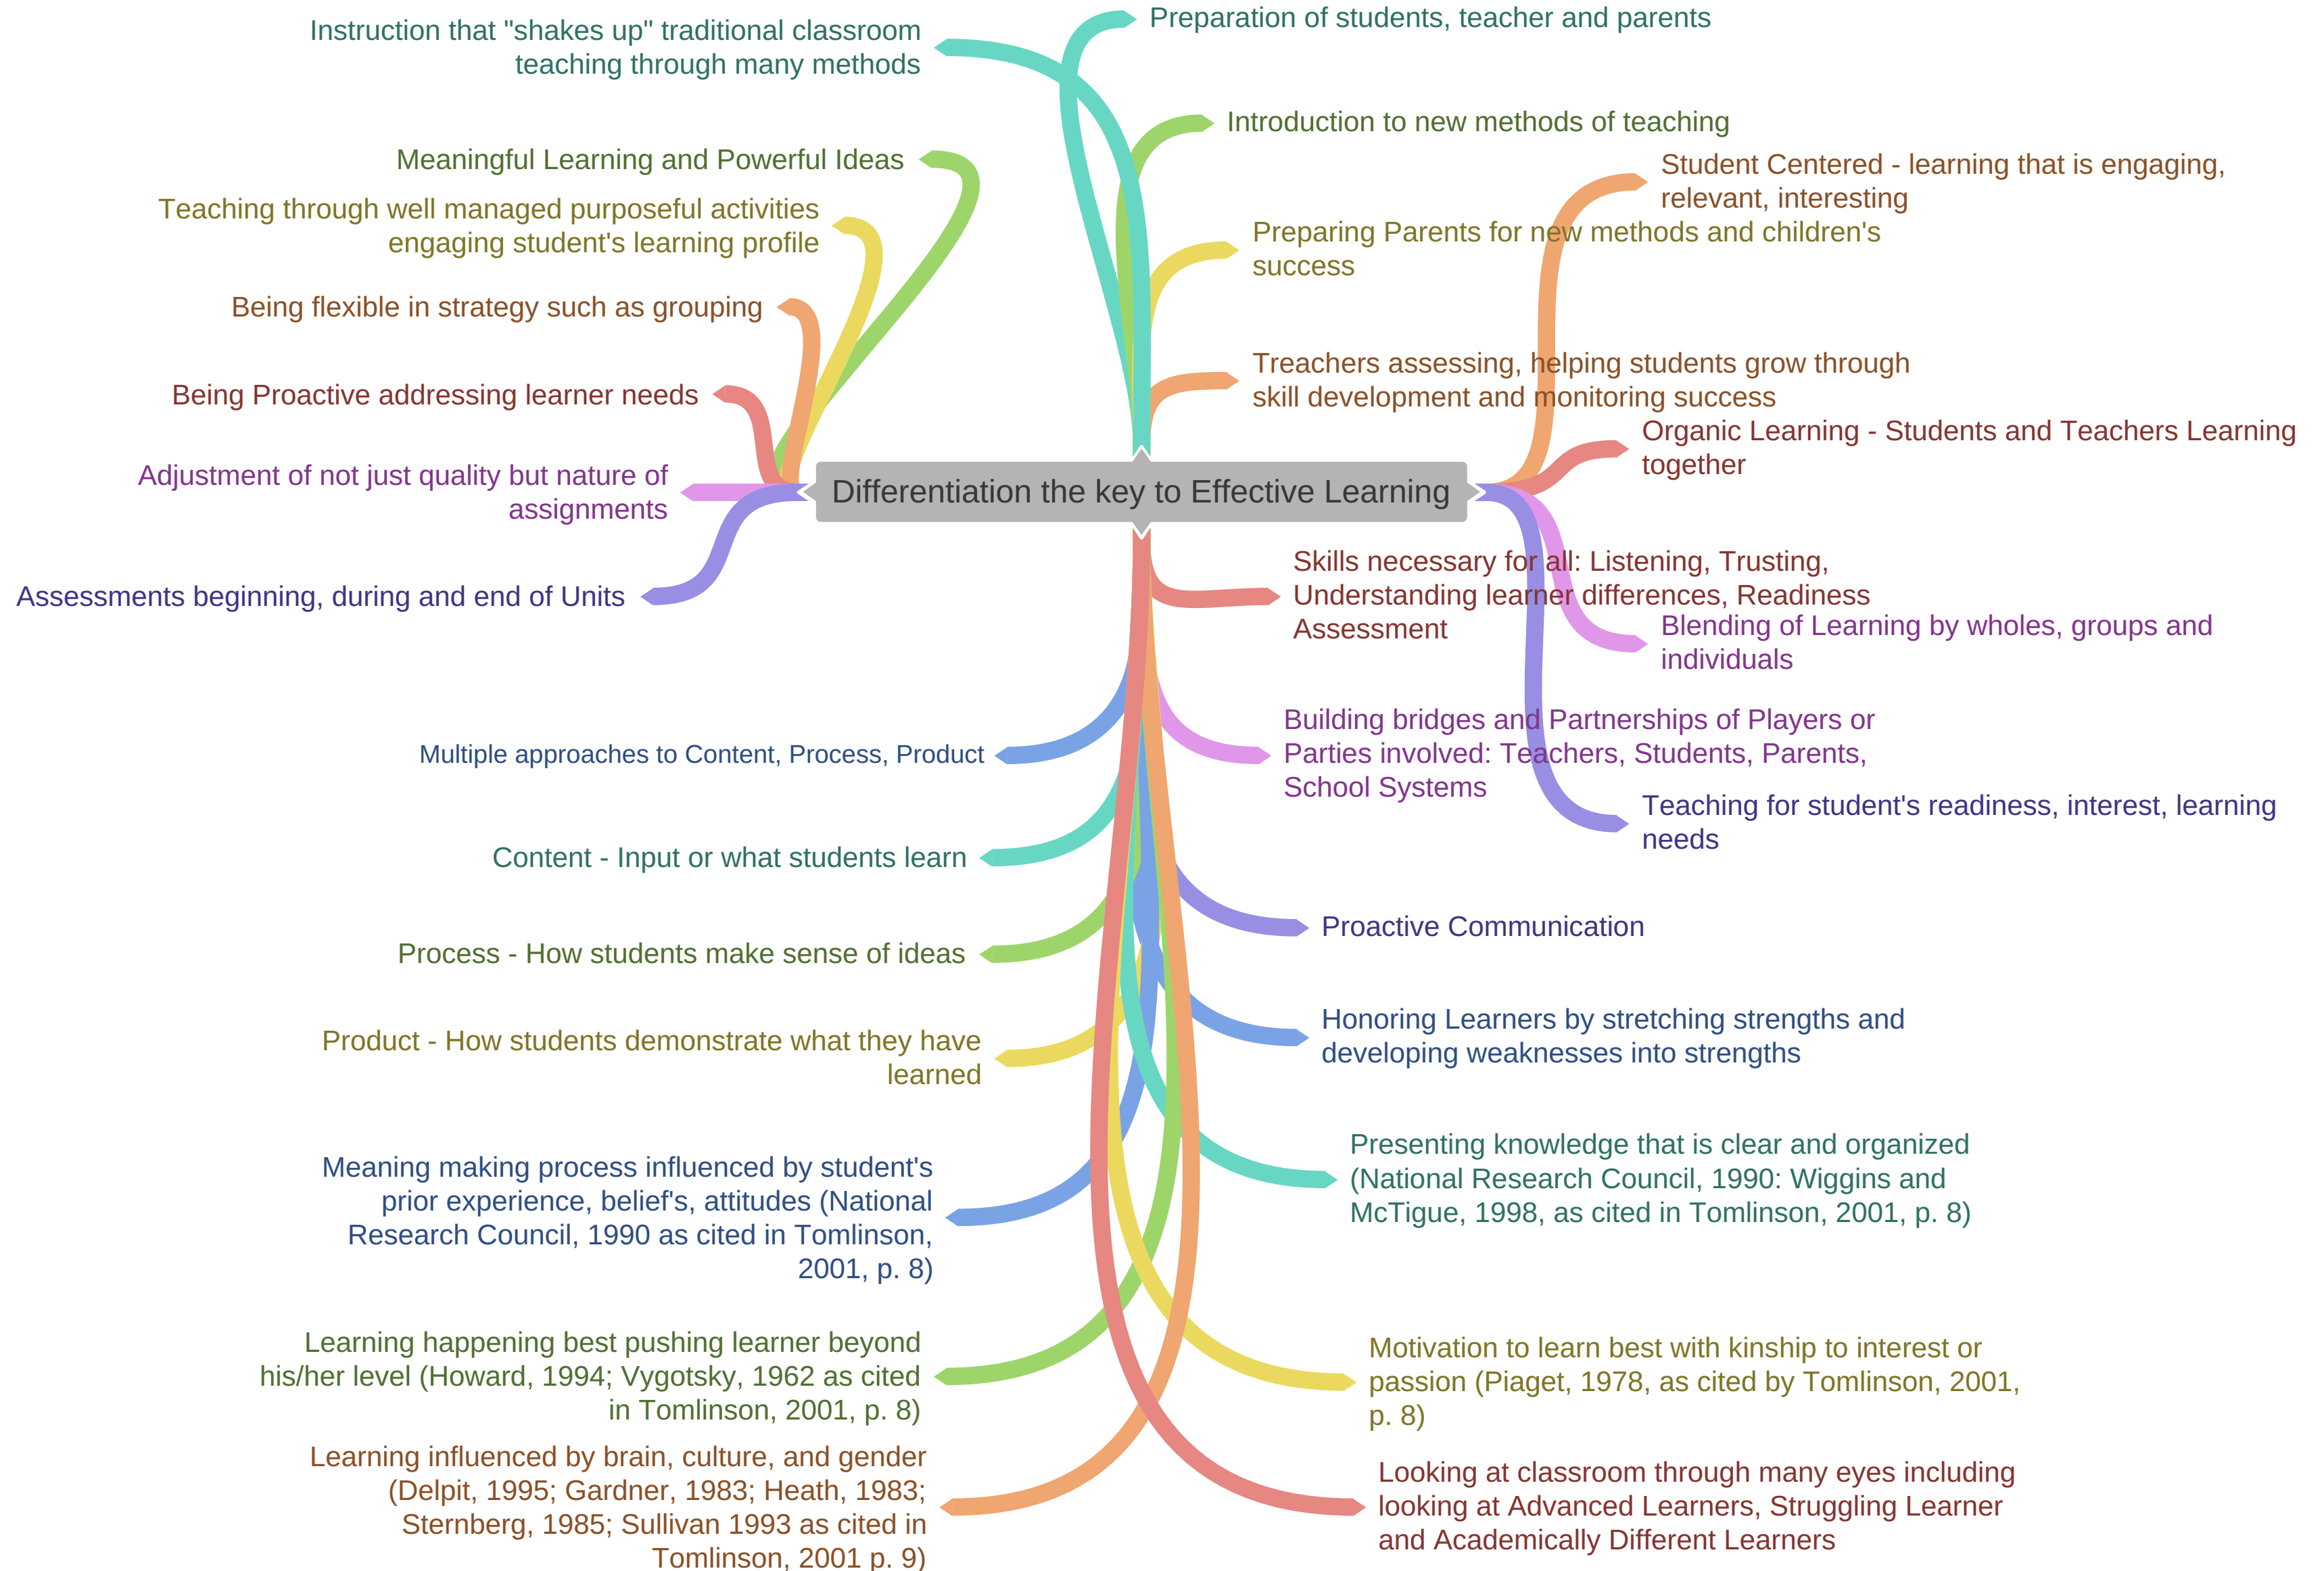 Instruction that "shakes up" traditional classroom
teaching through many methods
Preparation of students, teacher and parents
Introduction to new methods of teaching
Meaningful Learning and Powerful Ideas
Student Centered - learning that is engaging,
relevant, interesting
Teaching through well managed purposeful activities
engaging student's learning profile
Preparing Parents for new methods and children's
success
Being flexible in strategy such as grouping
Treachers assessing, helping students grow through
skill development and monitoring success
Being Proactive addressing learner needs
Organic Learning - Students and Teachers Learning
together
Adjustment of not just quality but nature of
assignments
Differentiation the key to Effective Learning
Assessments beginning, during and end of Units
Skills necessary for all: Listening, Trusting,
Understanding learner differences, Readiness
Assessment
Blending of Learning by wholes, groups and
individuals
Multiple approaches to Content, Process, Product
Building bridges and Partnerships of Players or
Parties involved: Teachers, Students, Parents,
School Systems
Teaching for student's readiness, interest, learning
needs
Content - Input or what students learn
Proactive Communication
Process - How students make sense of ideas
Honoring Learners by stretching strengths and
developing weaknesses into strengths
Product - How students demonstrate what they have
learned
Presenting knowledge that is clear and organized
(National Research Council, 1990: Wiggins and
McTigue, 1998, as cited in Tomlinson, 2001, p. 8)
Meaning making process influenced by student's
prior experience, belief's, attitudes (National
Research Council, 1990 as cited in Tomlinson,
2001, p. 8)
Learning happening best pushing learner beyond
his/her level (Howard, 1994; Vygotsky, 1962 as cited
in Tomlinson, 2001, p. 8)
Motivation to learn best with kinship to interest or
passion (Piaget, 1978, as cited by Tomlinson, 2001,
p. 8)
Learning influenced by brain, culture, and gender
(Delpit, 1995; Gardner, 1983; Heath, 1983;
Sternberg, 1985; Sullivan 1993 as cited in
Tomlinson, 2001 p. 9)
Looking at classroom through many eyes including
looking at Advanced Learners, Struggling Learner
and Academically Different Learners